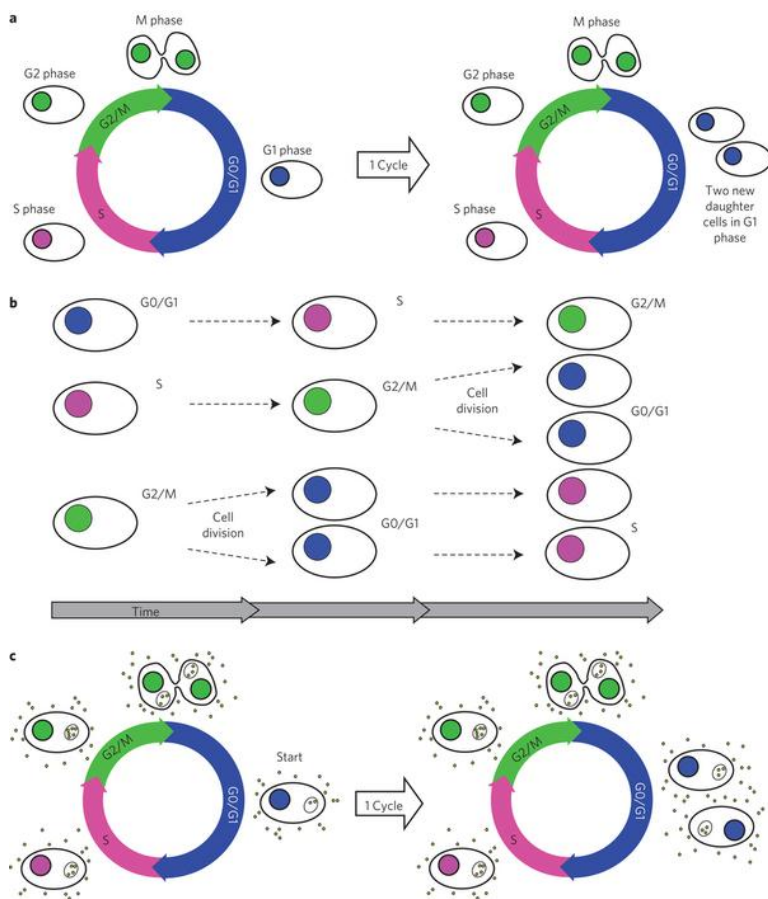 a
M phase
G2 phase
G2/M
G0/G1
G1 phase
S
S phase
1 Cycle
M phase
G2 phase
G2/M
G0/G1
S
S phase
Two new
daughter
cells in G1
phase
b
G0/G1
S
G2/M
S
G2/M
Cell
division
G0/G1
G2/M
Cell
division
G0/G1
S
Time
c
G2/M
G0/G1
S
Start
1 Cycle
G2/M
G0/G1
S